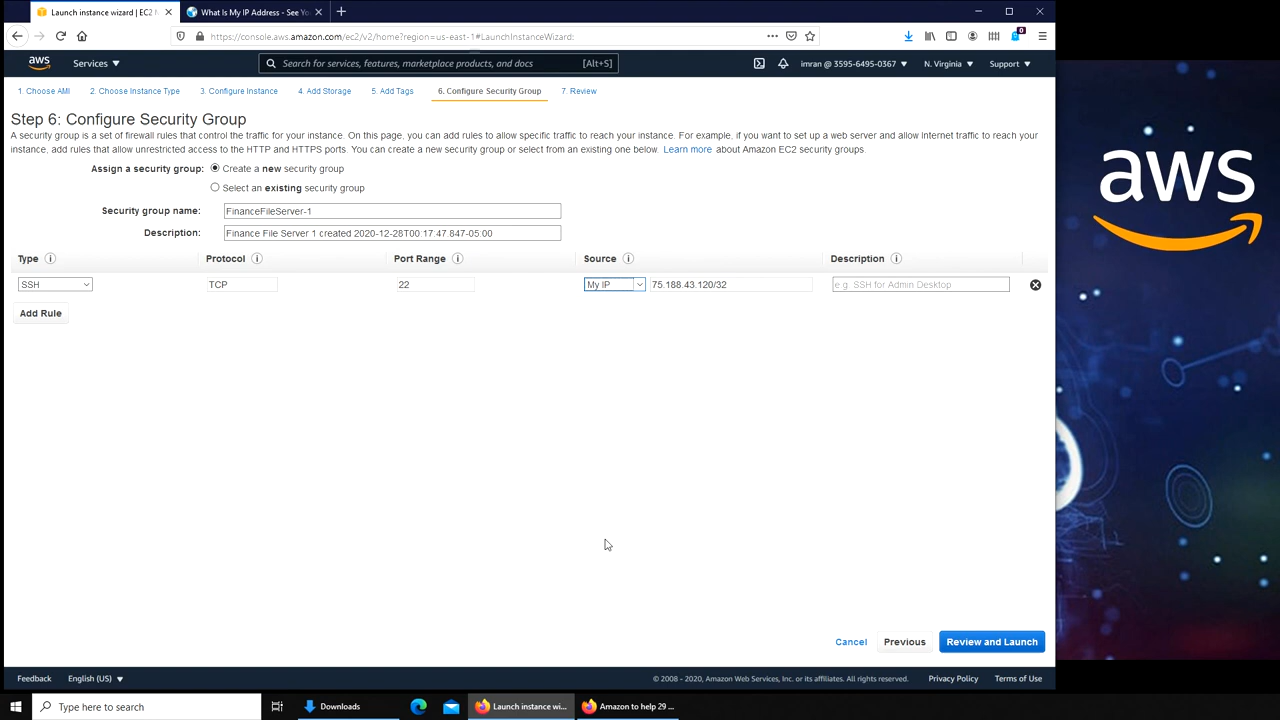 Launch instance wizard | EC2 M
What Is My IP Address - See Yo
https://console.aws.amazon.com/ec2/v2/home?region=us-east-1#LaunchInstanceWizard:
aws
Services
Search for services, features, marketplace products, and docs
[Alt+S]
imran @ 3595-6495-0367
N. Virginia
Support
1. Choose AMI
2. Choose Instance Type
3. Configure Instance
4. Add Storage
5. Add Tags
6. Configure Security Group
7. Review
Step 6: Configure Security Group
A security group is a set of firewall rules that control the traffic for your instance. On this page, you can add rules to allow specific traffic to reach your instance. For example, if you want to set up a web server and allow Internet traffic to reach your
instance, add rules that allow unrestricted access to the HTTP and HTTPS ports. You can create a new security group or select from an existing one below. Learn more about Amazon EC2 security groups.
Assign a security group:
Create a new security group
Select an existing security group
Security group name:
FinanceFileServer-1
Description:
Finance File Server 1 created 2020-12-28T00:17:47.847-05:00
Type
Protocol
Port Range
Source
Description
SSH
TCP
22
My IP
75.188.43.120/32
e.g. SSH for Admin Desktop
Add Rule
Cancel
Previous
Review and Launch
Feedback
English (US)
© 2008 - 2020, Amazon Web Services, Inc. or its affiliates. All rights reserved.
Privacy Policy
Terms of Use
Type here to search
Downloads
Launch instance wi...
Amazon to help 29 ...
aws